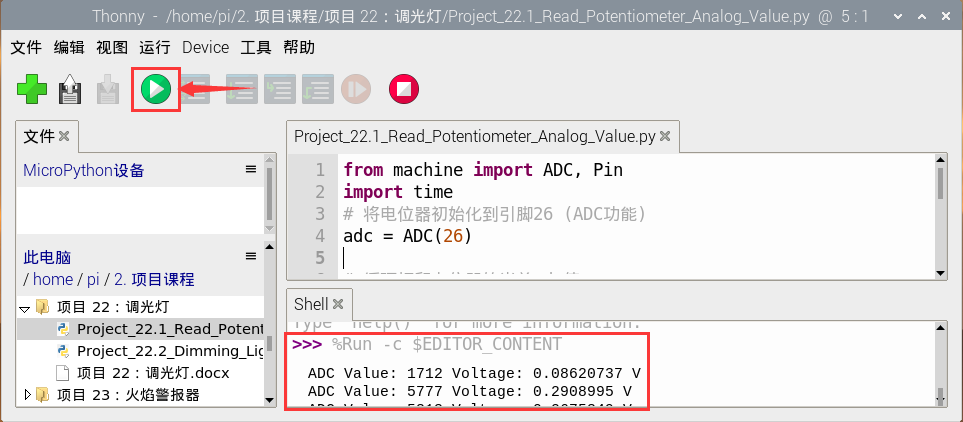 Thonny - /home/pi/2. 项目课程/项目 22：调光灯/Project_22.1_Read_Potentiometer_Analog_Value.py @ 5 : 1
文件 编辑 视图 运行 Device 工具 帮助
文件
MicroPython设备
此电脑
/ home / pi / 2. 项目课程
项目 22：调光灯
Project_22.1_Read_Poten
Project_22.2_Dimming_Lig
项目 22：调光灯.docx
项目 23：火焰警报器
Project_22.1_Read_Potentiometer_Analog_Value.py
1 from machine import ADC, Pin
2 import time
3 # 将电位器初始化到引脚26 (ADC功能)
4 adc = ADC(26)
5
Shell
Type "help()" for more information.
>>> %Run -c $EDITOR_CONTENT
ADC Value: 1712 Voltage: 0.08620737 V
ADC Value: 5777 Voltage: 0.2908995 V